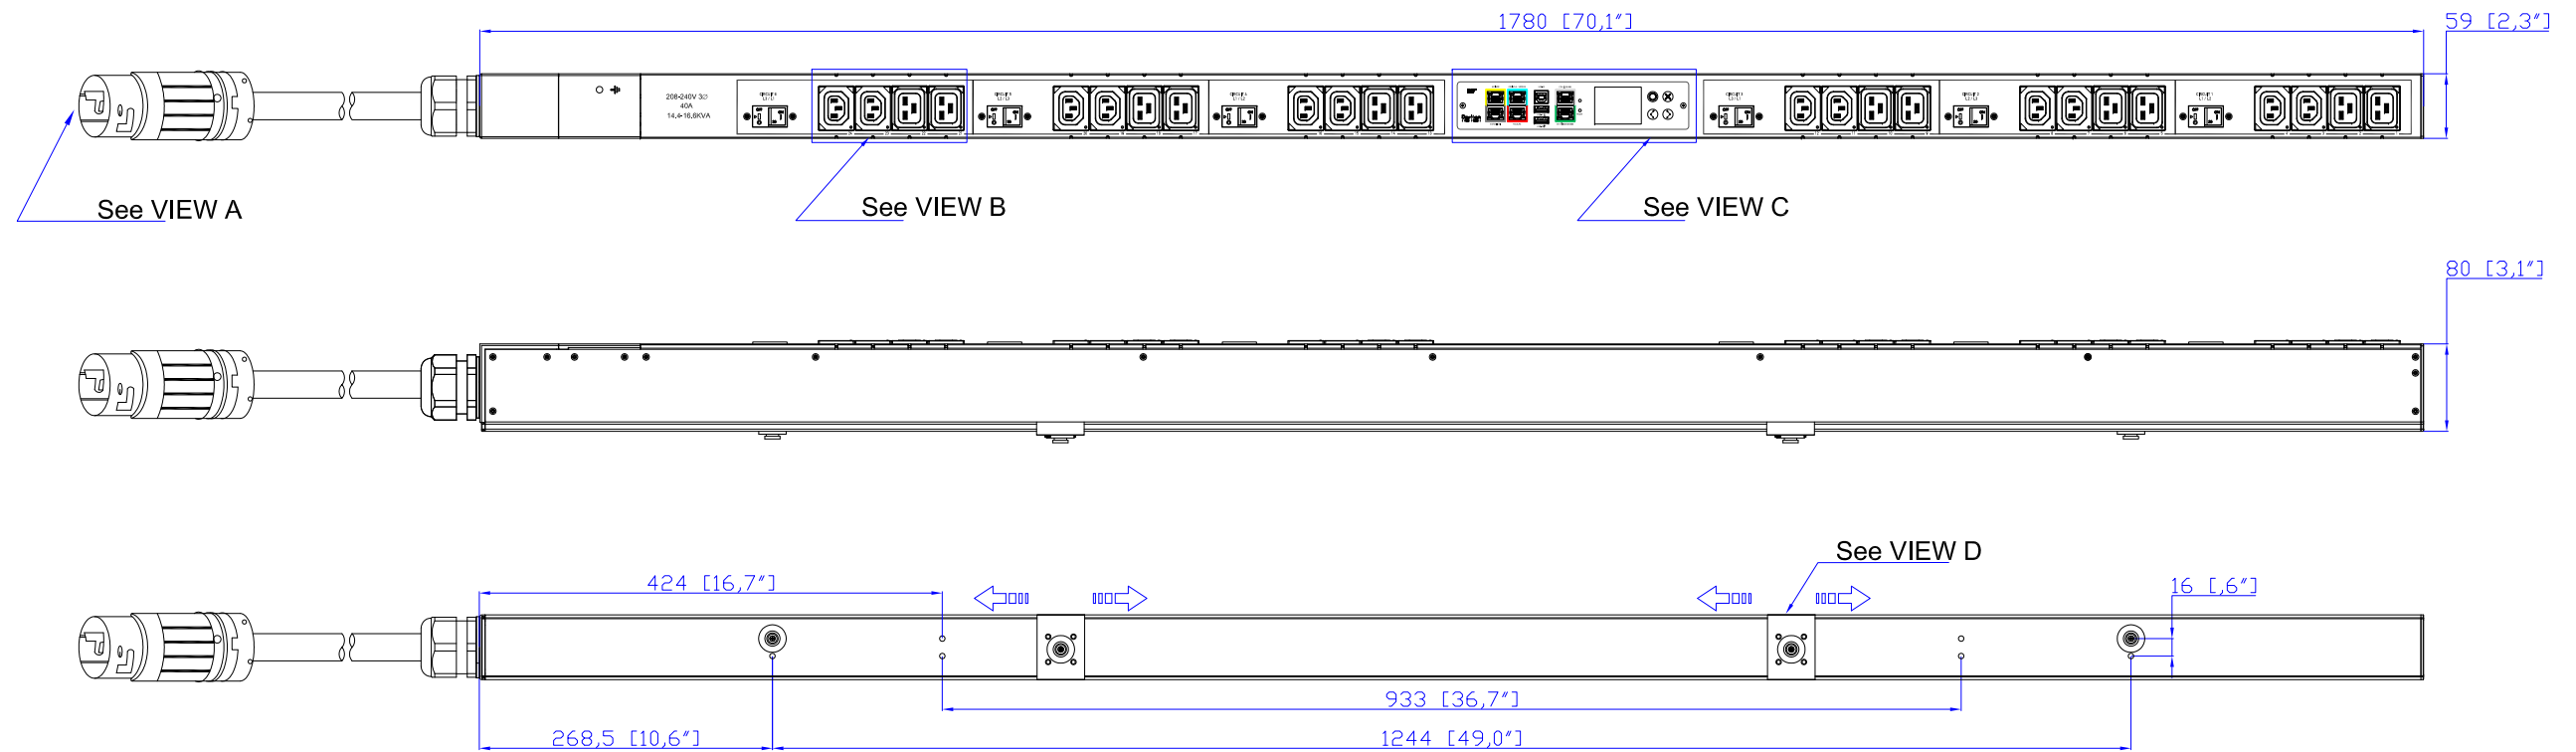 1780 [70,1"]
59 [2,3"]
208-240V 3∅
40A
14,4-16,6KVA
Raritan
See VIEW A
See VIEW B
See VIEW C
80 [3,1"]
See VIEW D
424 [16,7"]
16 [,6"]
933 [36,7"]
268,5 [10,6"]
1244 [49,0"]